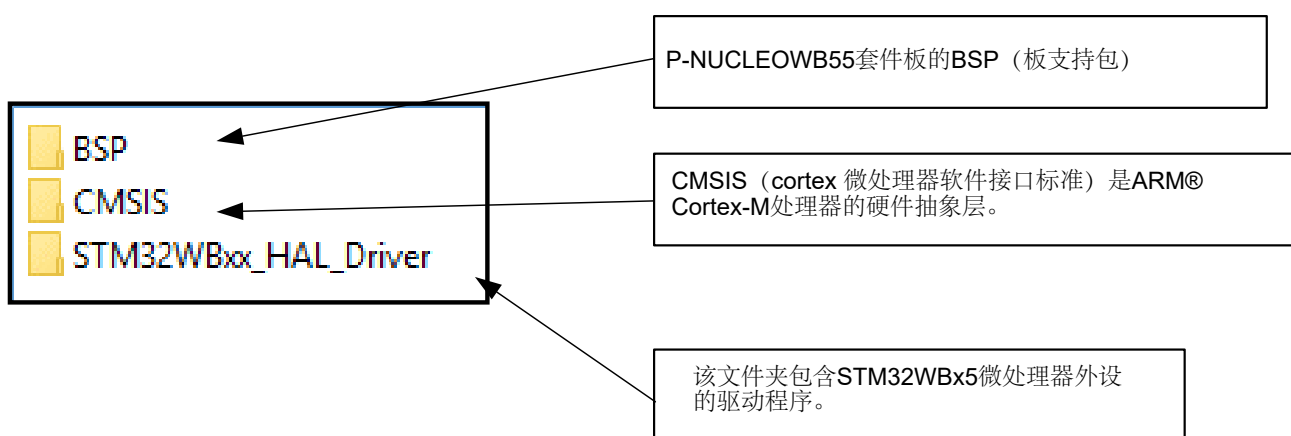 P-NUCLEOWB55套件板的BSP（板支持包）
BSP
CMSIS
STM32WBxx_HAL_Driver
CMSIS（cortex 微处理器软件接口标准）是ARM®
Cortex-M处理器的硬件抽象层。
该文件夹包含STM32WBx5微处理器外设
的驱动程序。